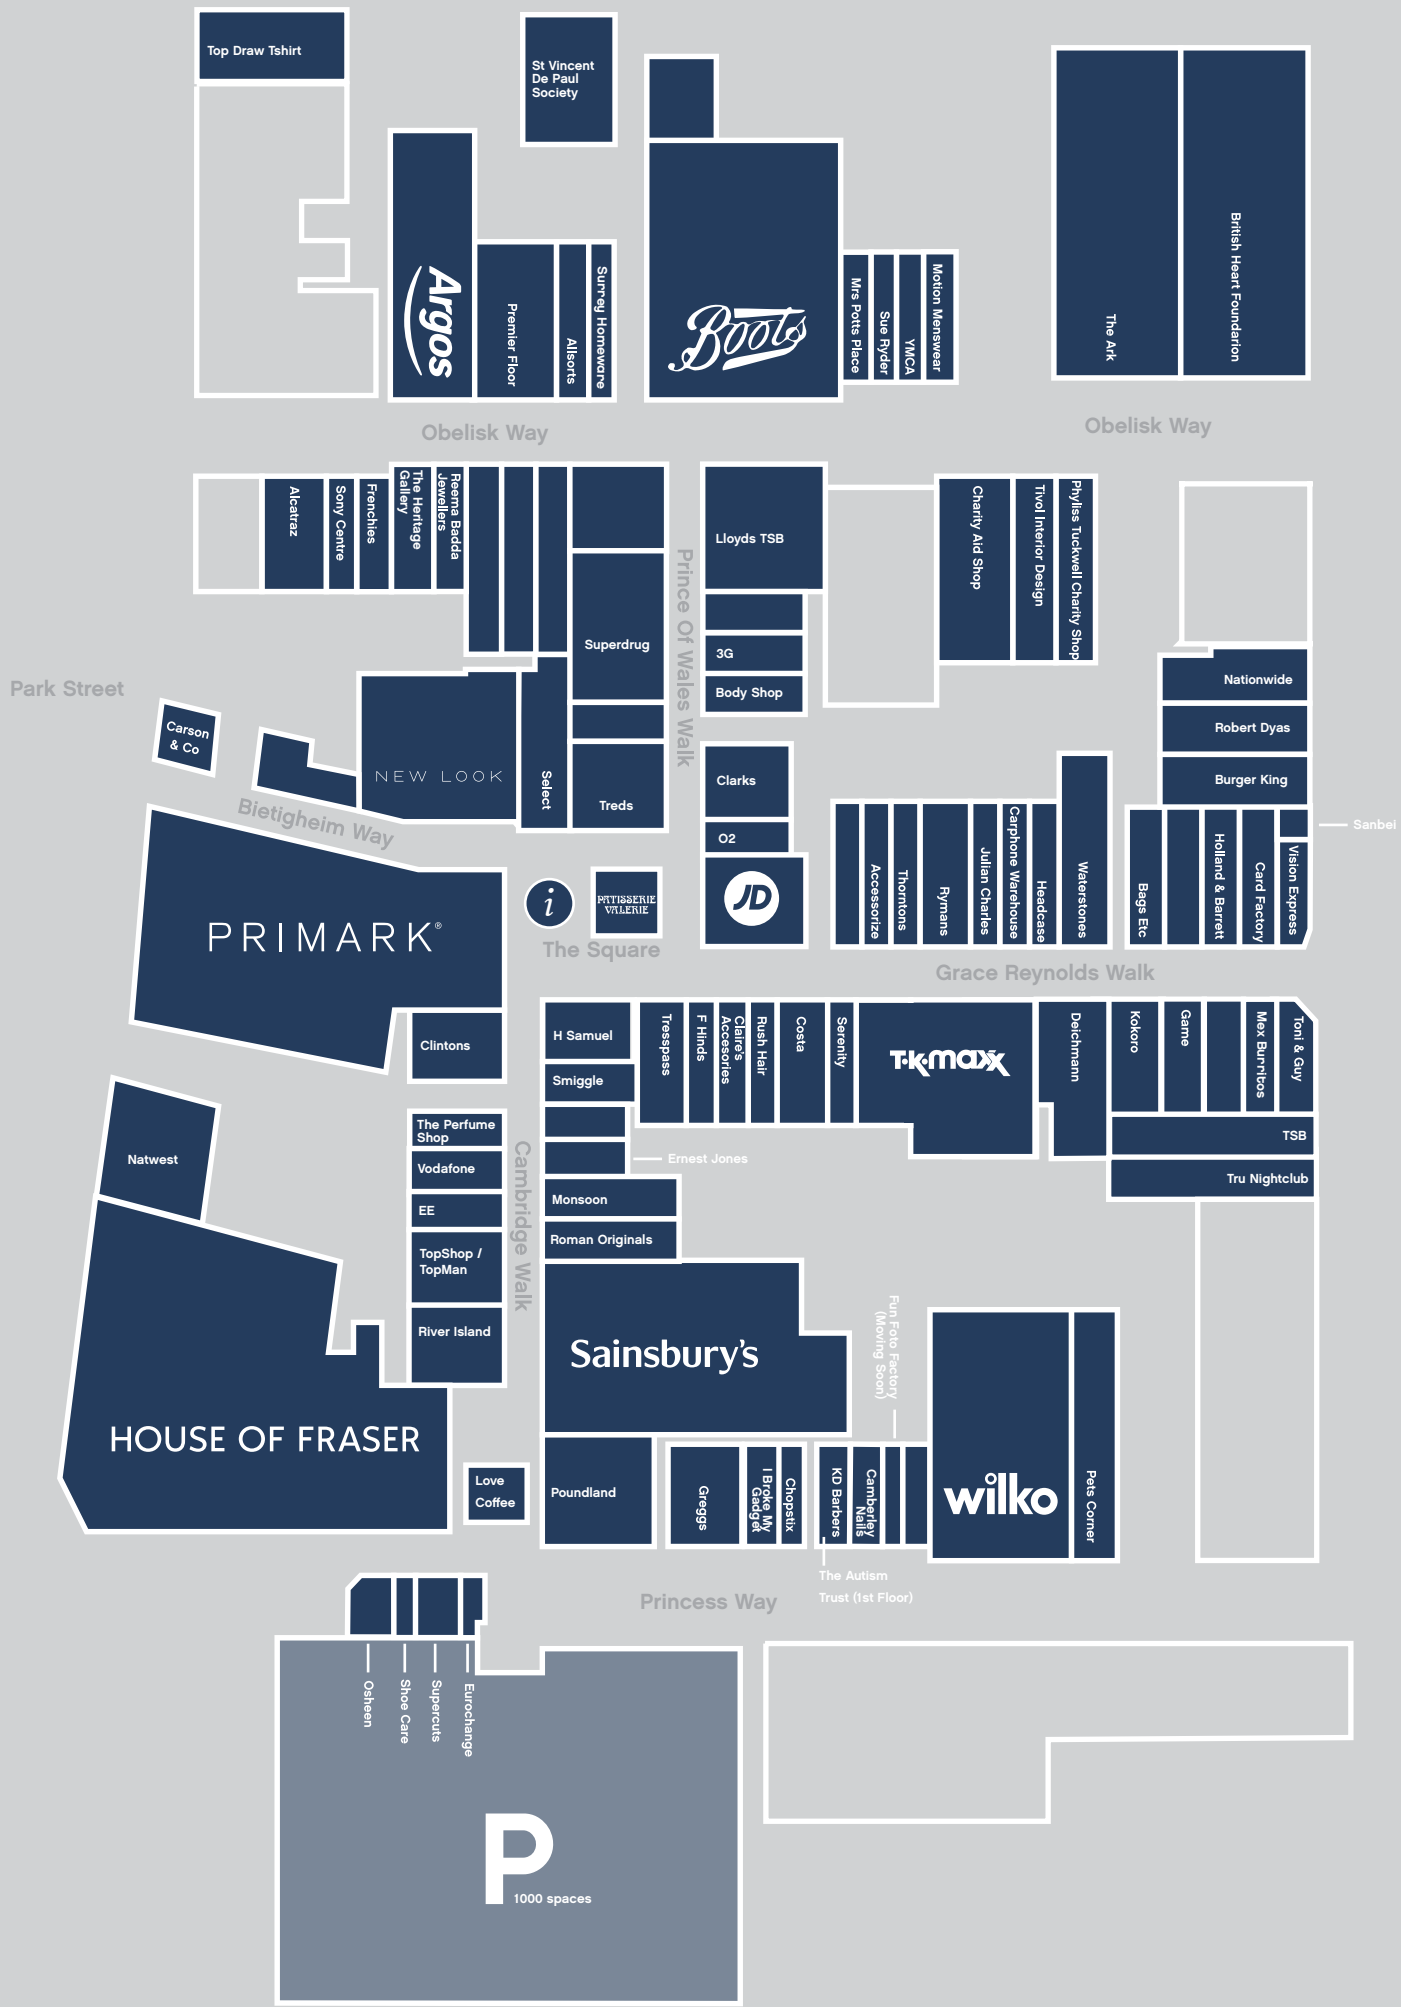 Top Draw Tshirt
St Vincent
De Paul
Society
Argos
Premier Floor
Allsorts
Surrey Homeware
Boots
Mrs Potts Place
Sue Ryder
YMCA
Motion Menswear
The Ark
British Heart Foundarion
Obelisk Way
Obelisk Way
Alcatraz
Sony Centre
Frenchies
The Heritage
Gallery
Reema Badda
Jewellers
Superdrug
Prince Of Wales Walk
Lloyds TSB
3G
Body Shop
Charity Aid Shop
Tivol Interior Design
Phyliss Tuckwell Charity Shop
Nationwide
Robert Dyas
Burger King
Sanbei
Park Street
Carson
& Co
NEW LOOK
Select
Treds
Bietigheim Way
Clarks
O2
JD
Accessorize
Thorntons
Rymans
Julian Charles
Carphone Warehouse
Headcase
Waterstones
Bags Etc
Holland & Barrett
Card Factory
Vision Express
PRIMARK®
i
PATISSERIE
VALERIE
The Square
Grace Reynolds Walk
Clintons
H Samuel
Smiggle
Tresspass
F Hinds
Claire's
Accesories
Rush Hair
Costa
Serenity
T·K·maxx
Deichmann
Kokoro
Game
Mex Burritos
Toni & Guy
TSB
Tru Nightclub
Natwest
The Perfume
Shop
Vodafone
EE
TopShop /
TopMan
River Island
Cambridge Walk
Ernest Jones
Monsoon
Roman Originals
Sainsbury's
Fun Foto Factory
(Moving Soon)
HOUSE OF FRASER
Love
Coffee
Poundland
Greggs
I Broke My
Gadget
Chopstix
KD Barbers
Camberley
Nails
wilko
Pets Corner
The Autism
Trust (1st Floor)
Princess Way
Osheen
Shoe Care
Supercuts
Eurochange
P
1000 spaces